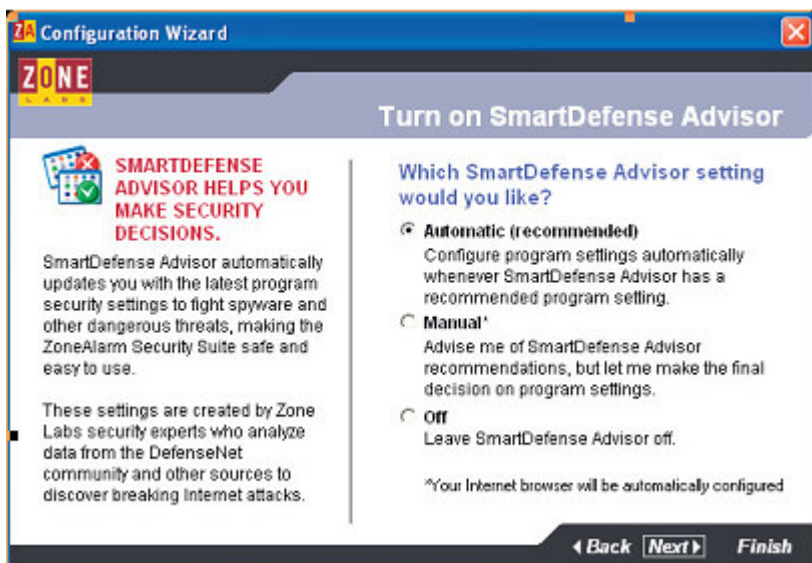 ZA Configuration Wizard
ZONE
LABS
Turn on SmartDefense Advisor
SMARTDEFENSE
ADVISOR HELPS YOU
MAKE SECURITY
DECISIONS.
SmartDefense Advisor automatically
updates you with the latest program
security settings to fight spyware and
other dangerous threats, making the
ZoneAlarm Security Suite safe and
easy to use.
These settings are created by Zone
Labs security experts who analyze
data from the DefenseNet
community and other sources to
discover breaking Internet attacks.
Which SmartDefense Advisor setting
would you like?
Automatic (recommended)
Configure program settings automatically
whenever SmartDefense Advisor has a
recommended program setting.
Manual*
Advise me of SmartDefense Advisor
recommendations, but let me make the final
decision on program settings.
Off
Leave SmartDefense Advisor off.
*Your Internet browser will be automatically configured
Back Next Finish